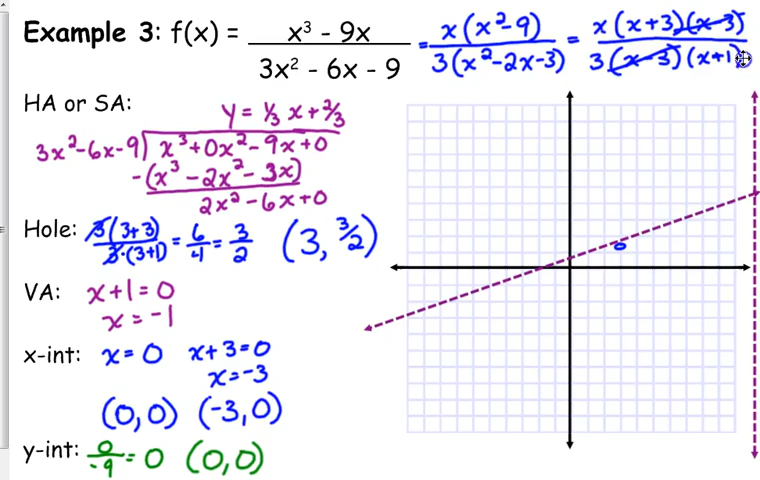 Example 3: f(x) = x³ - 9x / 3x² - 6x - 9 = x(x²-9) / 3(x²-2x-3) = x(x+3)(x-3) / 3(x-3)(x+1)
HA or SA:
y = ⅓x + ⅔
3x²-6x-9 ) x³+0x²-9x+0
-(x³ -2x² -3x)
2x² -6x+0
Hole: 3(3+3) / 3·(3+1) = 6/4 = 3/2 (3, 3/2)
VA: x+1=0
x = -1
x-int: x = 0 x+3=0
x=-3
(0,0) (-3,0)
y-int: 0/-9 = 0 (0,0)